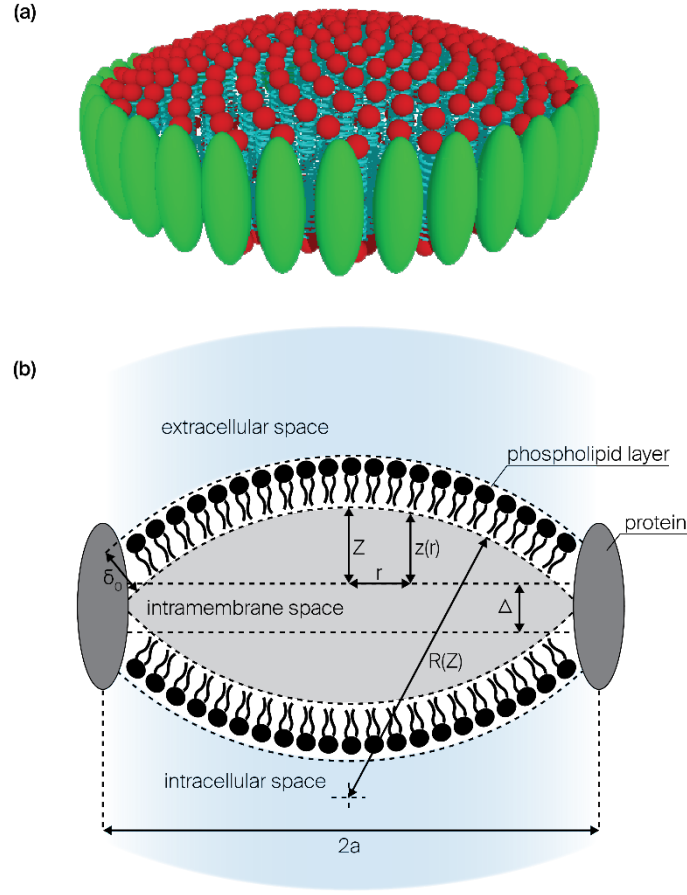 (a)
(b)
extracellular space
phospholipid layer
protein
Z
z(r)
r
δ₀
intramembrane space
Δ
R(Z)
intracellular space
2a